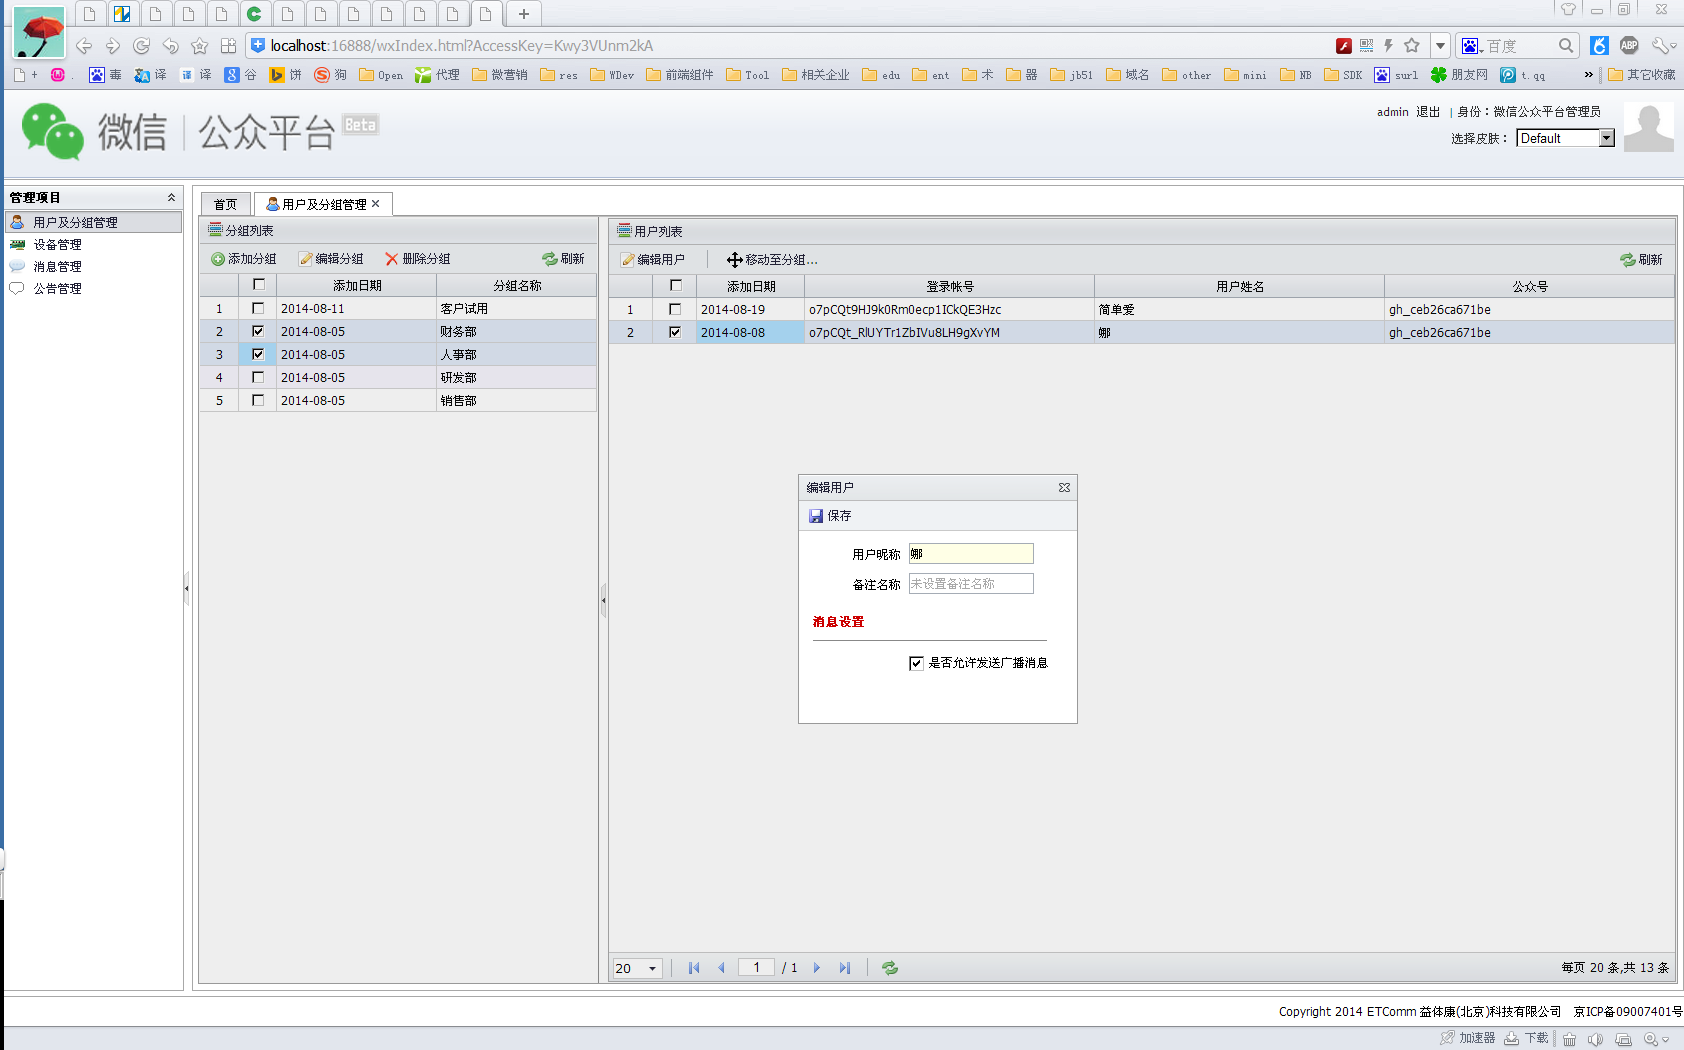 localhost:16888/wxIndex.html?AccessKey=Kwy3VUnm2kA
ABP
百度
+ . 毒 译 译 谷 饼 狗 Open 代理 微营销 res WDev 前端组件 Tool 相关企业 edu ent 术 器 jb51 域名 other mini NB SDK surl 朋友网 t.qq » 其它收藏
微信 公众平台 Beta
admin 退出 | 身份：微信公众平台管理员
选择皮肤： Default
管理项目
用户及分组管理
设备管理
消息管理
公告管理
首页 用户及分组管理
分组列表
添加分组 编辑分组 删除分组 刷新
添加日期 分组名称
1 2014-08-11 客户试用
2 2014-08-05 财务部
3 2014-08-05 人事部
4 2014-08-05 研发部
5 2014-08-05 销售部
用户列表
编辑用户 移动至分组... 刷新
添加日期 登录帐号 用户姓名 公众号
1 2014-08-19 o7pCQt9HJ9k0Rm0ecp1ICkQE3Hzc 简单爱 gh_ceb26ca671be
2 2014-08-08 o7pCQt_RlUYTr1ZbIVu8LH9gXvYM 娜 gh_ceb26ca671be
编辑用户
保存
用户昵称 娜
备注名称 未设置备注名称
消息设置
是否允许发送广播消息
20 1 / 1 每页 20 条,共 13 条
Copyright 2014 ETComm 益体康(北京)科技有限公司 京ICP备09007401号
加速器 下载